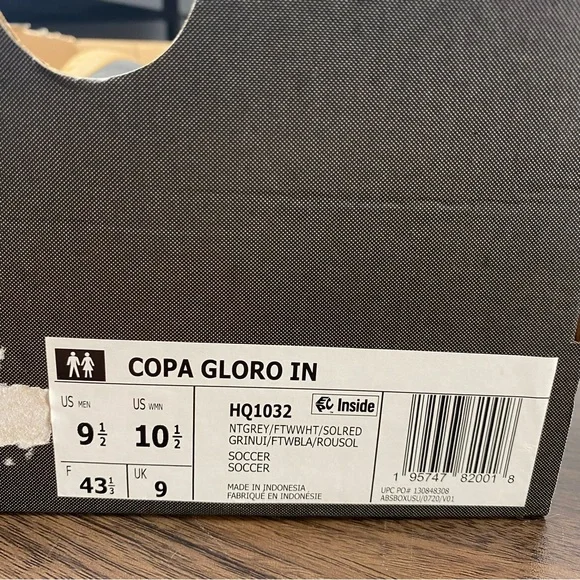 COPA GLORO IN
US MEN
9 1/2
US WMN
10 1/2
F
43 1/3
UK
9
HQ1032
Inside
NTGREY/FTWWHT/SOLRED
GRINUI/FTWBLA/ROUSOL
SOCCER
SOCCER
MADE IN INDONESIA
FABRIQUÉ EN INDONÉSIE
1 95747 82001 8
UPC PO# 130848308
ABSBOXUSU/0720/V01